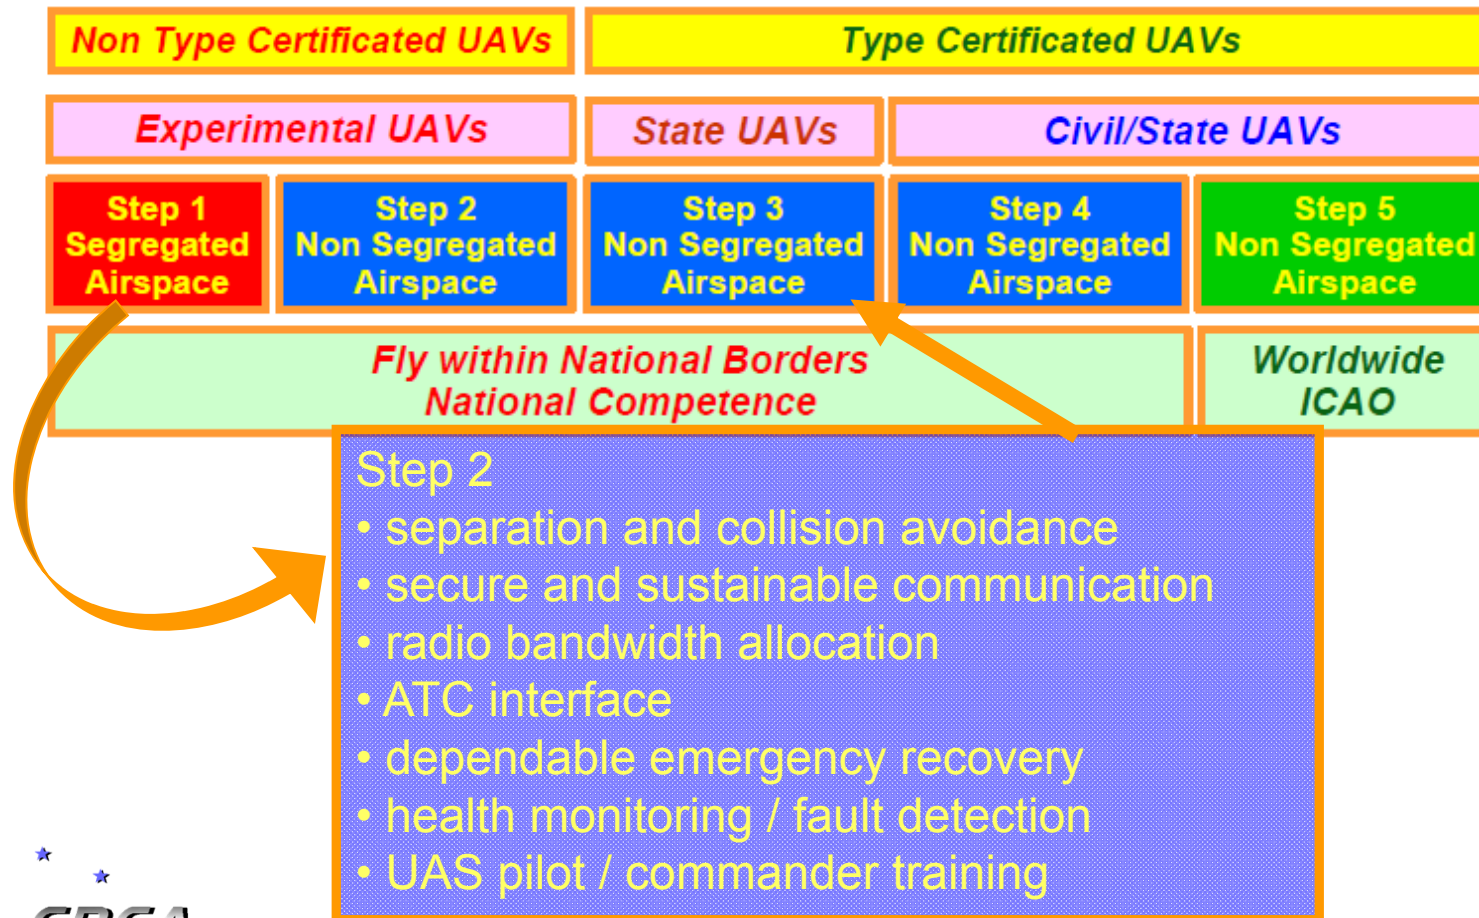 Non Type Certificated UAVs
Type Certificated UAVs
Experimental UAVs
State UAVs
Civil/State UAVs
Step 1
Segregated
Airspace
Step 2
Non Segregated
Airspace
Step 3
Non Segregated
Airspace
Step 4
Non Segregated
Airspace
Step 5
Non Segregated
Airspace
Fly within National Borders
National Competence
Worldwide
ICAO
Step 2
• separation and collision avoidance
• secure and sustainable communication
• radio bandwidth allocation
• ATC interface
• dependable emergency recovery
• health monitoring / fault detection
• UAS pilot / commander training